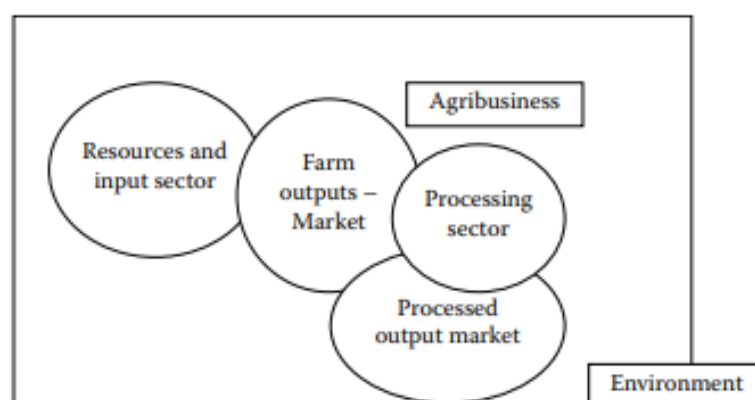 Agribusiness
Resources and
input sector
Farm
outputs –
Market
Processing
sector
Processed
output market
Environment